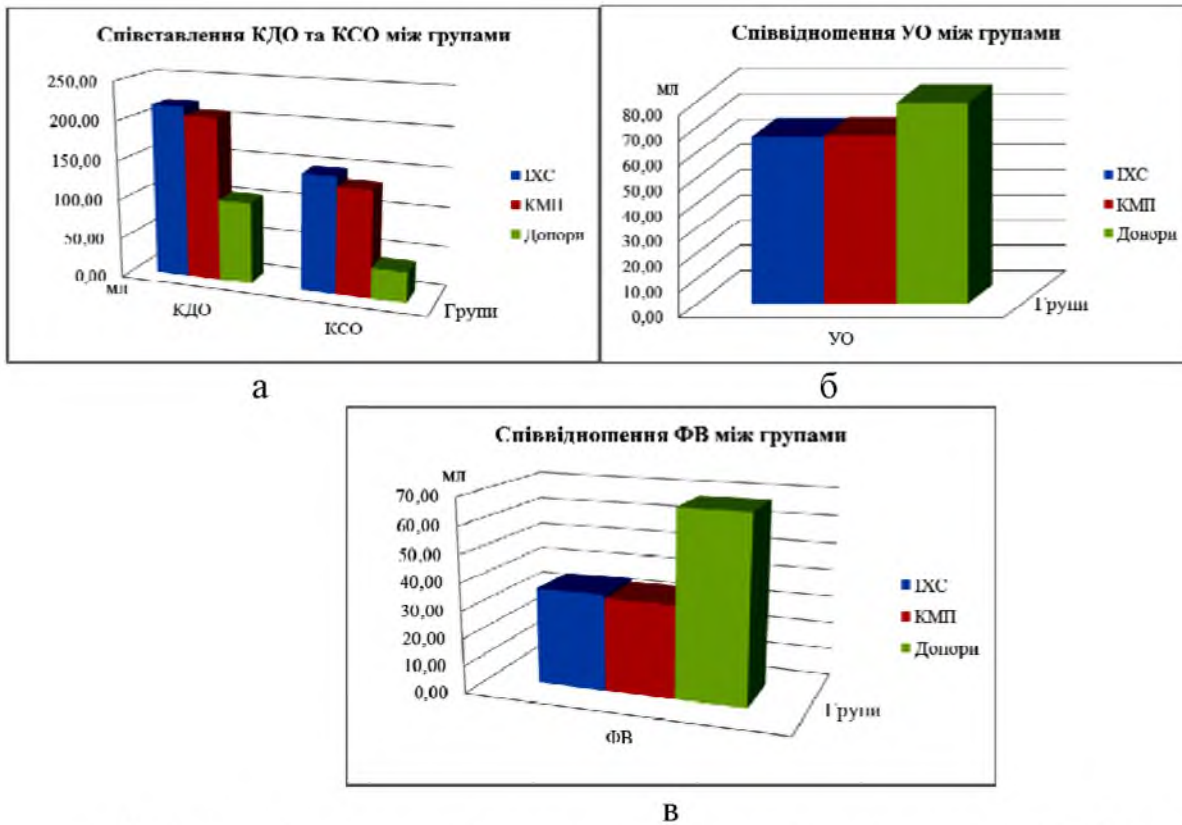 Співставлення КДО та КСО між групами
250,00
200,00
150,00
100,00
50,00
0,00
мл
КДО
КСО
Групи
ІХС
КМП
Донори
а
Співвідношення УО між групами
мл
80,00
70,00
60,00
50,00
40,00
30,00
20,00
10,00
0,00
УО
Групи
ІХС
КМП
Донори
б
Співвідношення ФВ між групами
мл
70,00
60,00
50,00
40,00
30,00
20,00
10,00
0,00
ФВ
Групи
ІХС
КМП
Донори
в